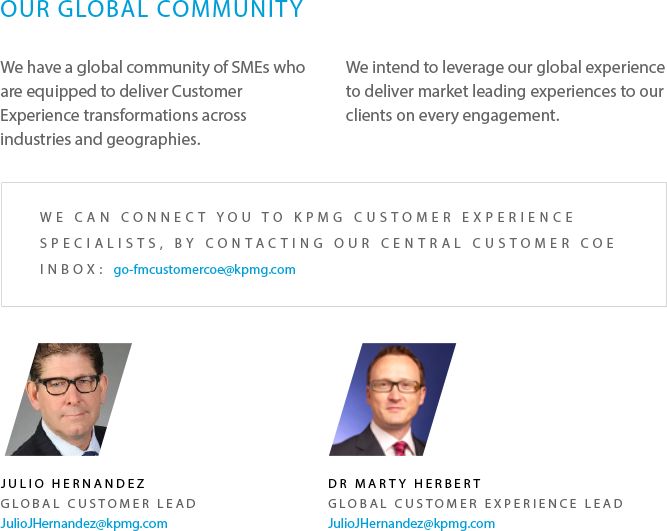 OUR GLOBAL COMMUNITY
We have a global community of SMEs who
are equipped to deliver Customer
Experience transformations across
industries and geographies.
We intend to leverage our global experience
to deliver market leading experiences to our
clients on every engagement.
WE CAN CONNECT YOU TO KPMG CUSTOMER EXPERIENCE
SPECIALISTS, BY CONTACTING OUR CENTRAL CUSTOMER COE
INBOX: go-fmcustomercoe@kpmg.com
JULIO HERNANDEZ
GLOBAL CUSTOMER LEAD
JulioJHernandez@kpmg.com
DR MARTY HERBERT
GLOBAL CUSTOMER EXPERIENCE LEAD
JulioJHernandez@kpmg.com